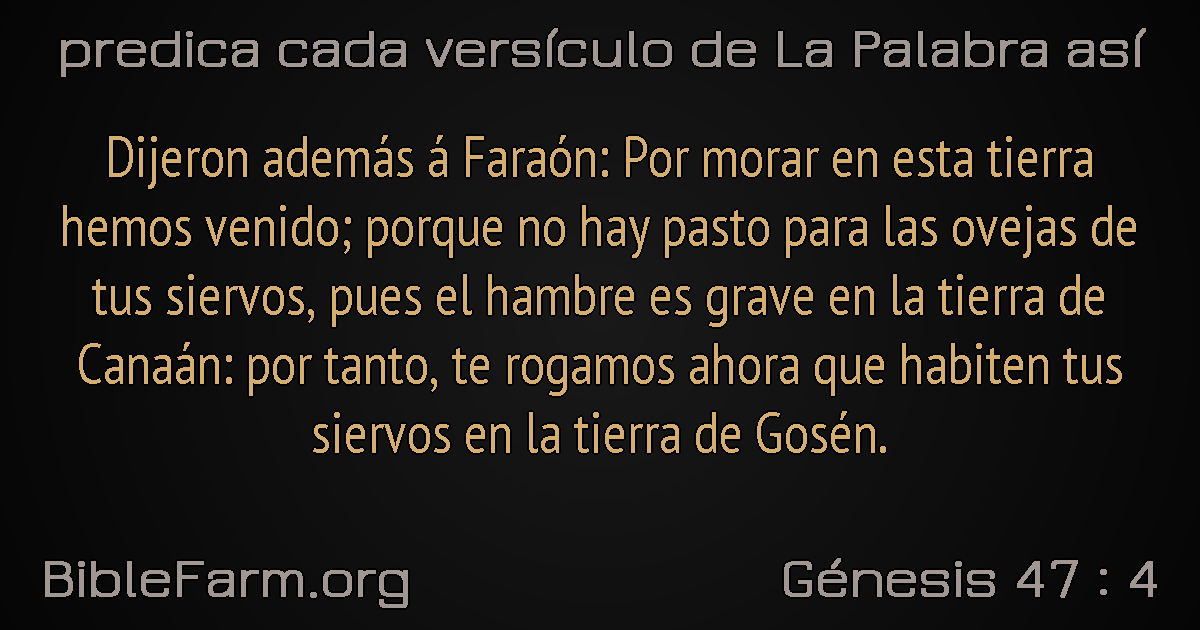 predica cada versículo de La Palabra así
Dijeron además á Faraón: Por morar en esta tierra
hemos venido; porque no hay pasto para las ovejas de
tus siervos, pues el hambre es grave en la tierra de
Canaán: por tanto, te rogamos ahora que habiten tus
siervos en la tierra de Gosén.
BibleFarm.org
Génesis 47 : 4